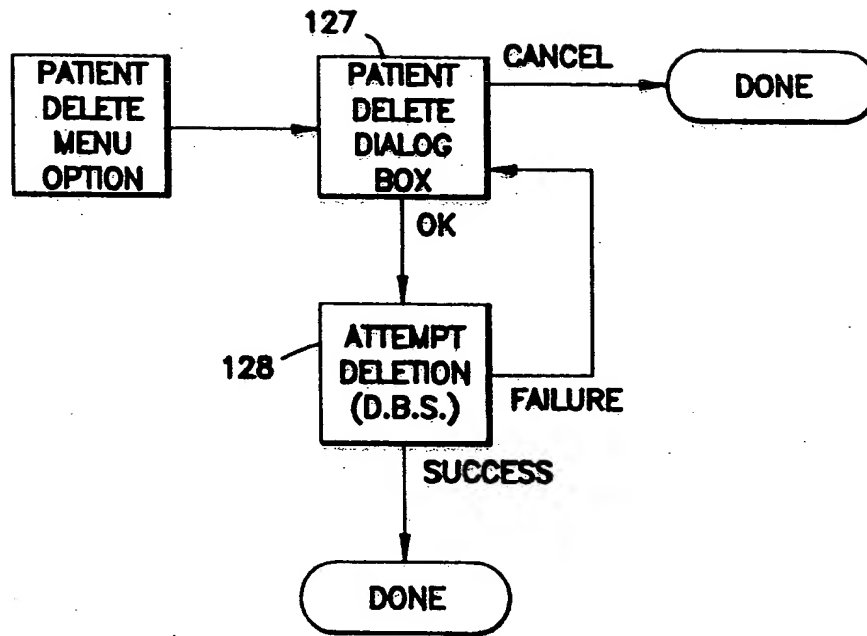 127
PATIENT
DELETE
MENU
OPTION
PATIENT
DELETE
DIALOG
BOX
CANCEL
DONE
OK
128
ATTEMPT
DELETION
(D.B.S.)
FAILURE
SUCCESS
DONE